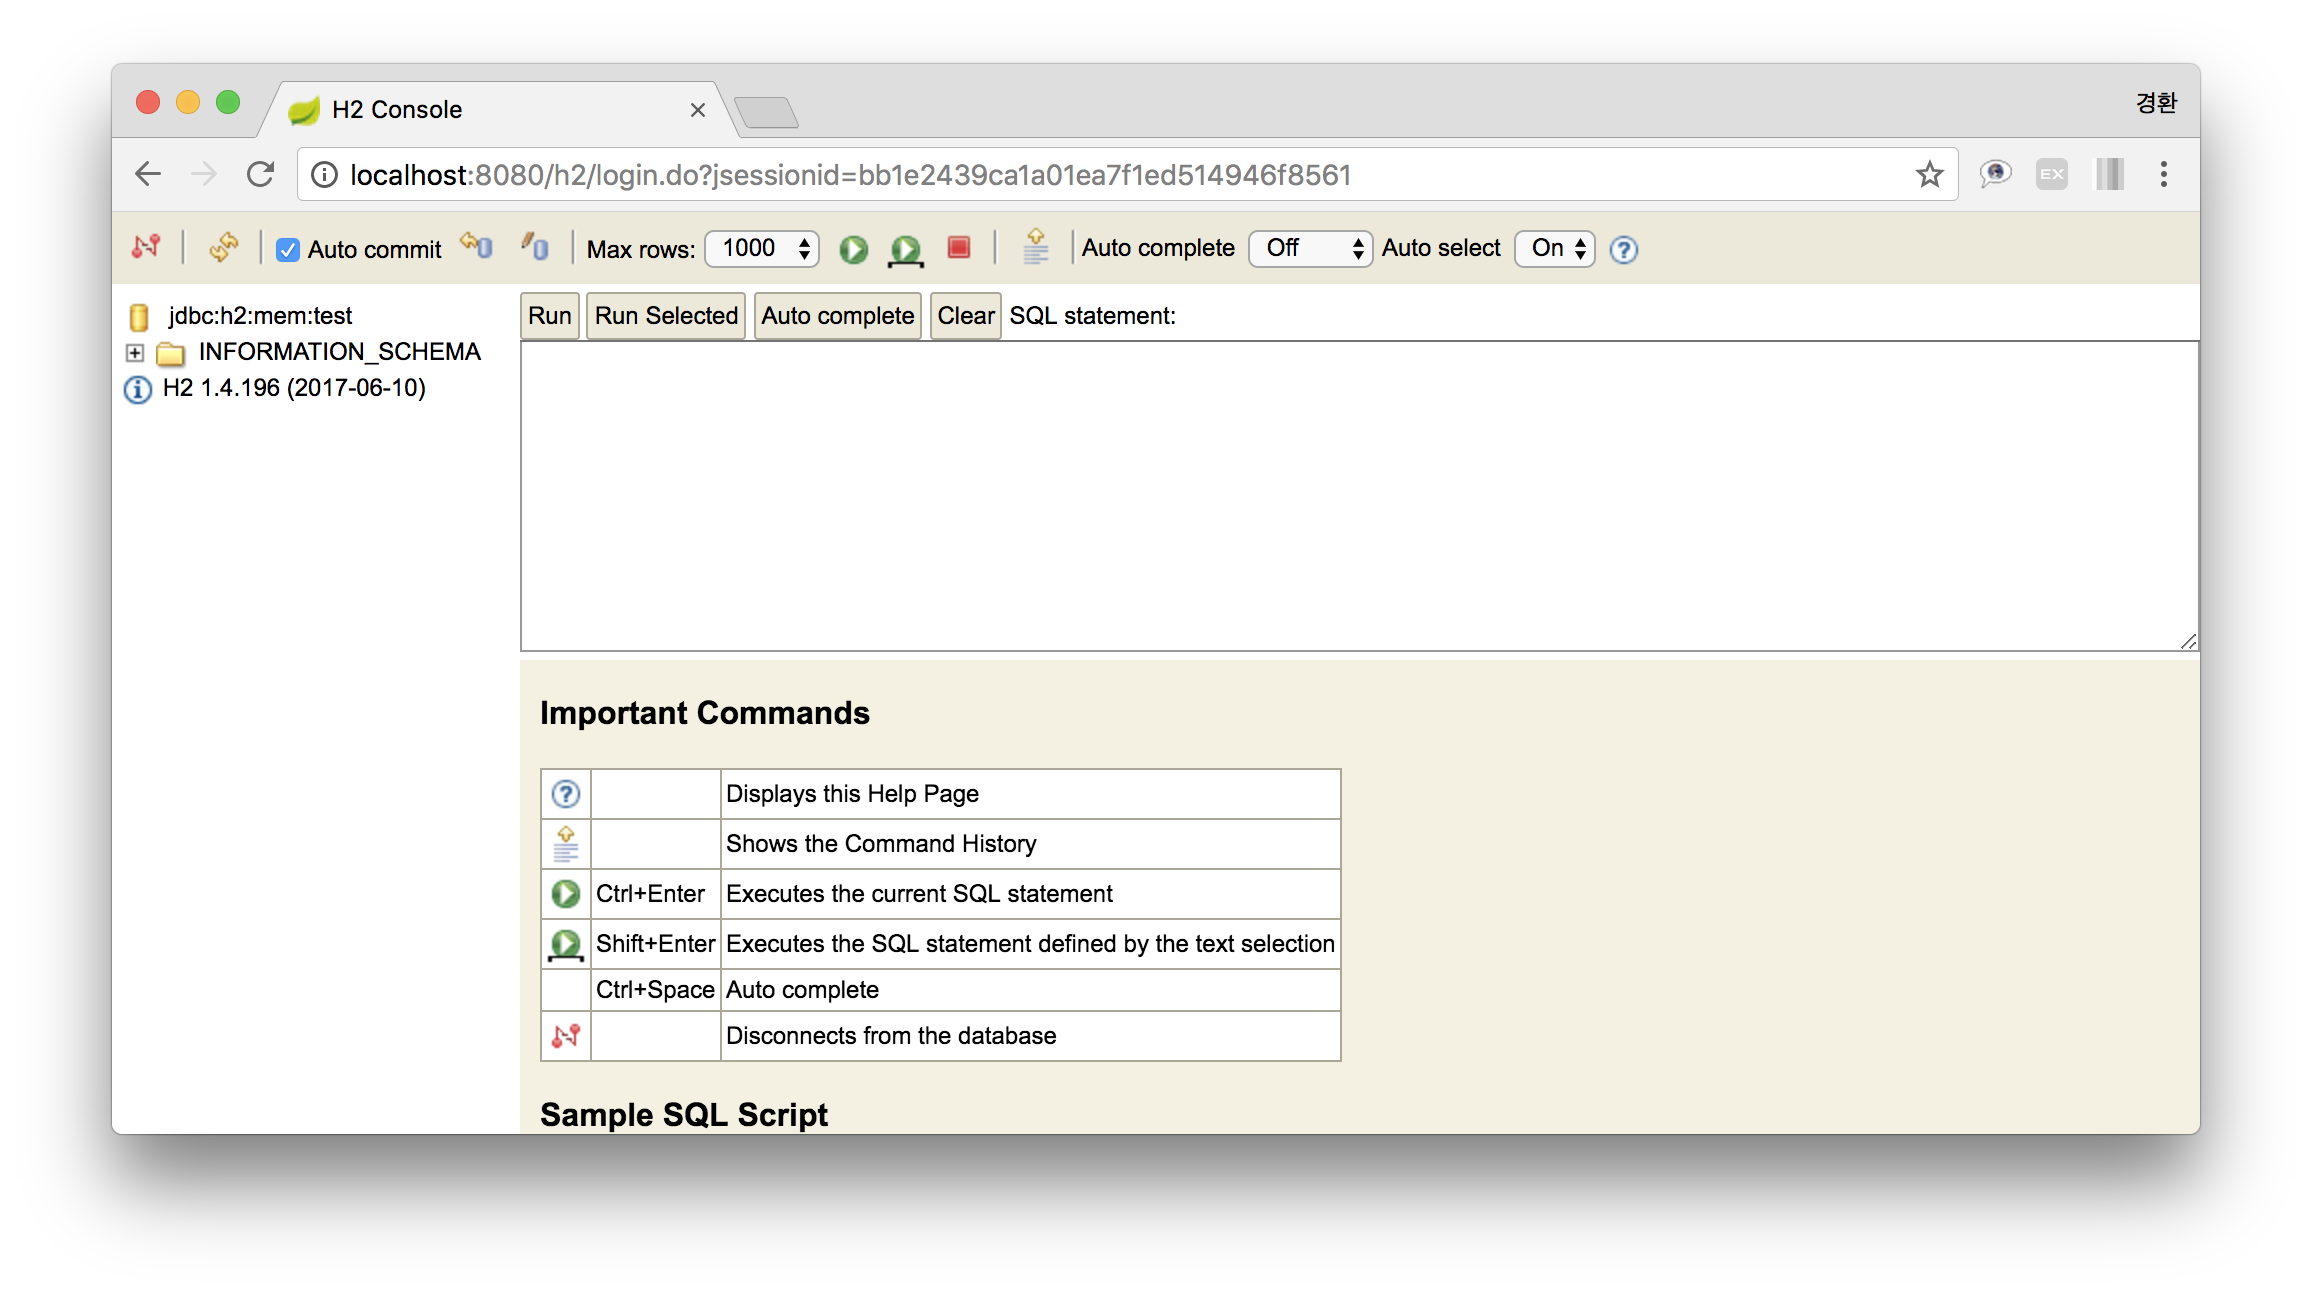 H2 Console
경환
localhost:8080/h2/login.do?jsessionid=bb1e2439ca1a01ea7f1ed514946f8561
EX
Auto commit Max rows: 1000 Auto complete Off Auto select On
jdbc:h2:mem:test
INFORMATION_SCHEMA
H2 1.4.196 (2017-06-10)
Run Run Selected Auto complete Clear SQL statement:
Important Commands
Displays this Help Page
Shows the Command History
Ctrl+Enter Executes the current SQL statement
Shift+Enter Executes the SQL statement defined by the text selection
Ctrl+Space Auto complete
Disconnects from the database
Sample SQL Script